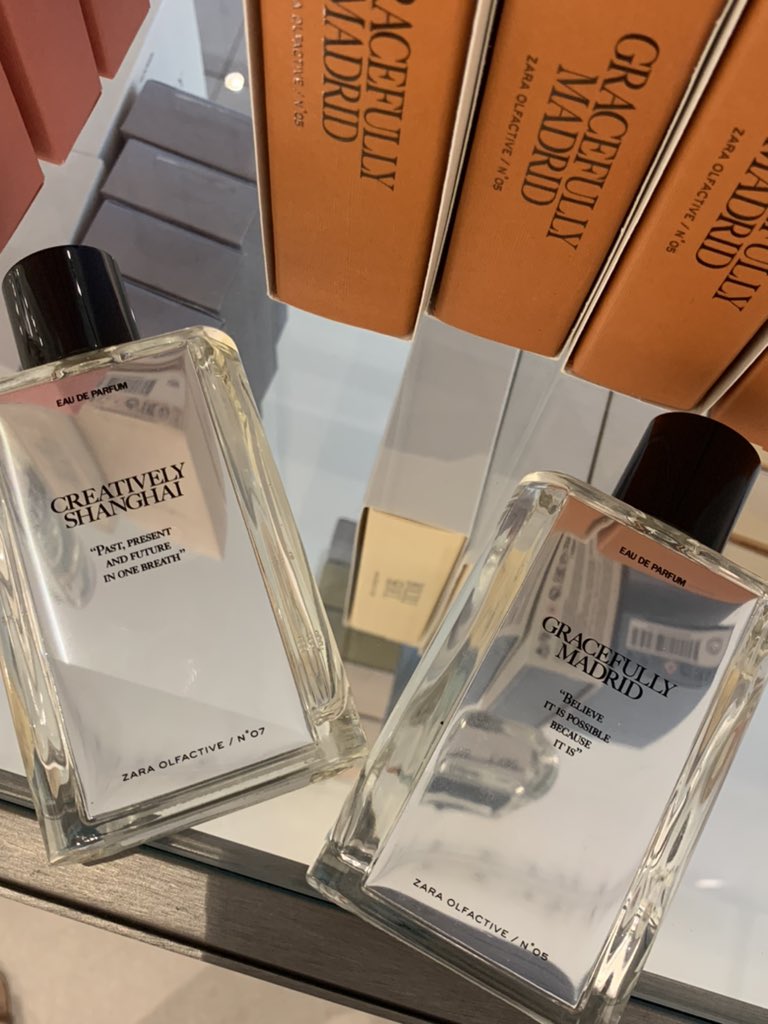 GRACEFULLY
MADRID
ZARA OLFACTIVE / N°05
GRACEFULLY
MADRID
ZARA OLFACTIVE / N°05
MADRID
ZARA OLFACTIVE / N°05
EAU DE PARFUM
CREATIVELY
SHANGHAI
“PAST, PRESENT
AND FUTURE
IN ONE BREATH”
ZARA OLFACTIVE / N°07
EAU DE PARFUM
GRACEFULLY
MADRID
“BELIEVE
IT IS POSSIBLE
BECAUSE
IT IS”
ZARA OLFACTIVE / N°05